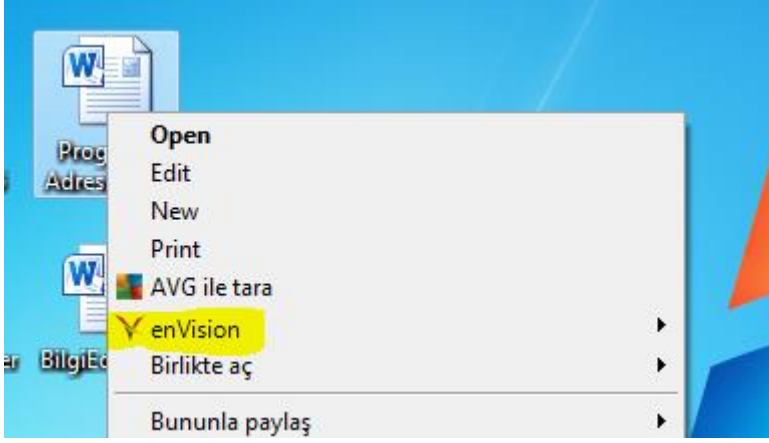 Open
Edit
New
Print
AVG ile tara
enVision
Birlikte aç
Bununla paylaş